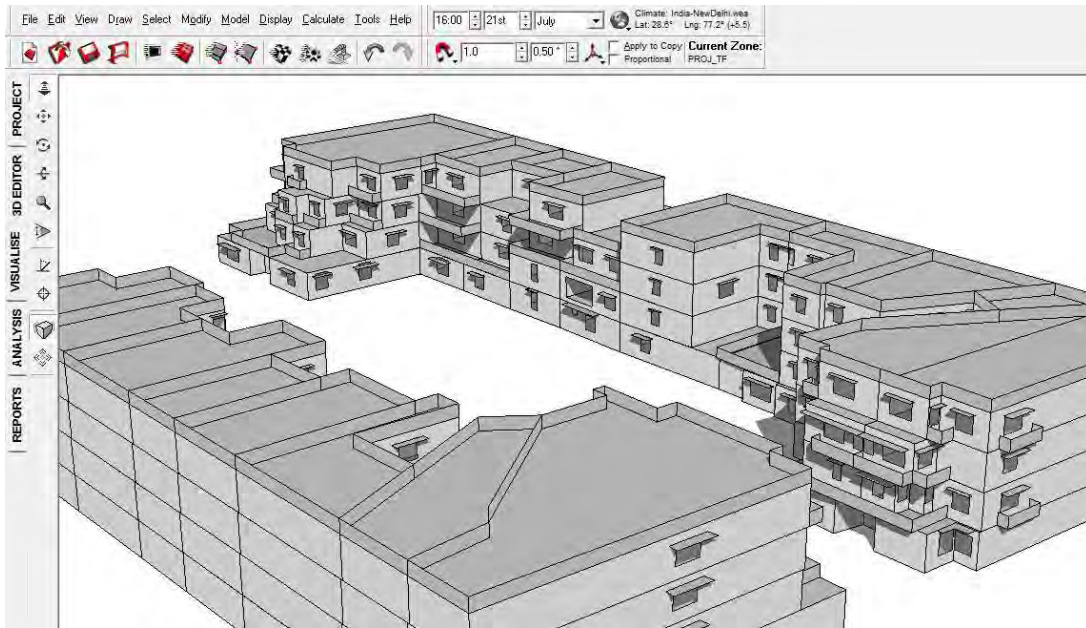 File Edit View Draw Select Modify Model Display Calculate Tools Help
16:00 21st July
Climate: India-NewDelhi.wea
Lat: 28.6° Lng: 77.2° (+5.5)
1.0 0.50 °
Apply to Copy
Proportional
Current Zone:
PROJ_TF
PROJECT
3D EDITOR
VISUALISE
ANALYSIS
REPORTS